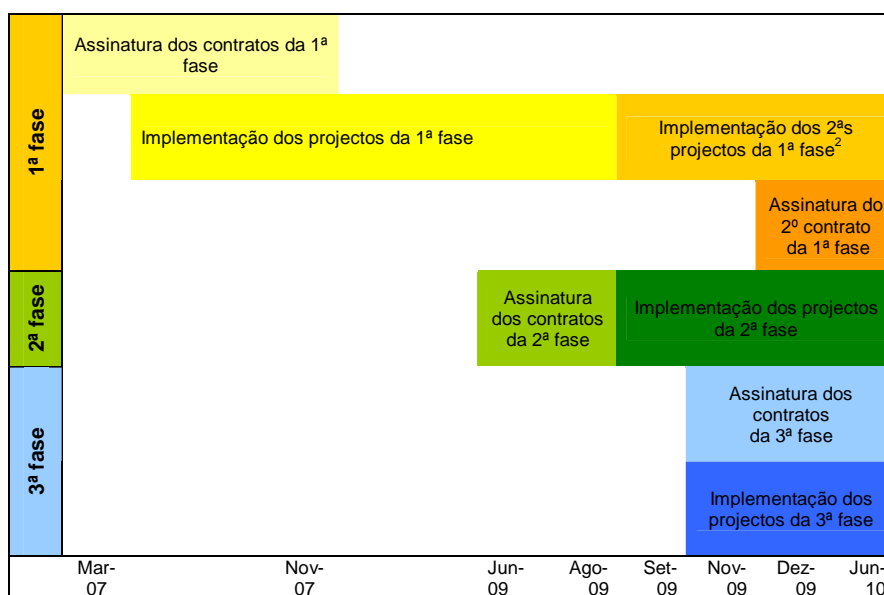 1ª fase
Assinatura dos contratos da 1ª
fase
Implementação dos projectos da 1ª fase
Implementação dos 2ªs
projectos da 1ª fase2
Assinatura do
2º contrato
da 1ª fase
2ª fase
Assinatura
dos contratos
da 2ª fase
Implementação dos projectos
da 2ª fase
3ª fase
Assinatura dos
contratos
da 3ª fase
Implementação dos
projectos da 3ª fase
Mar-
07
Nov-
07
Jun-
09
Ago-
09
Set-
09
Nov-
09
Dez-
09
Jun-
10